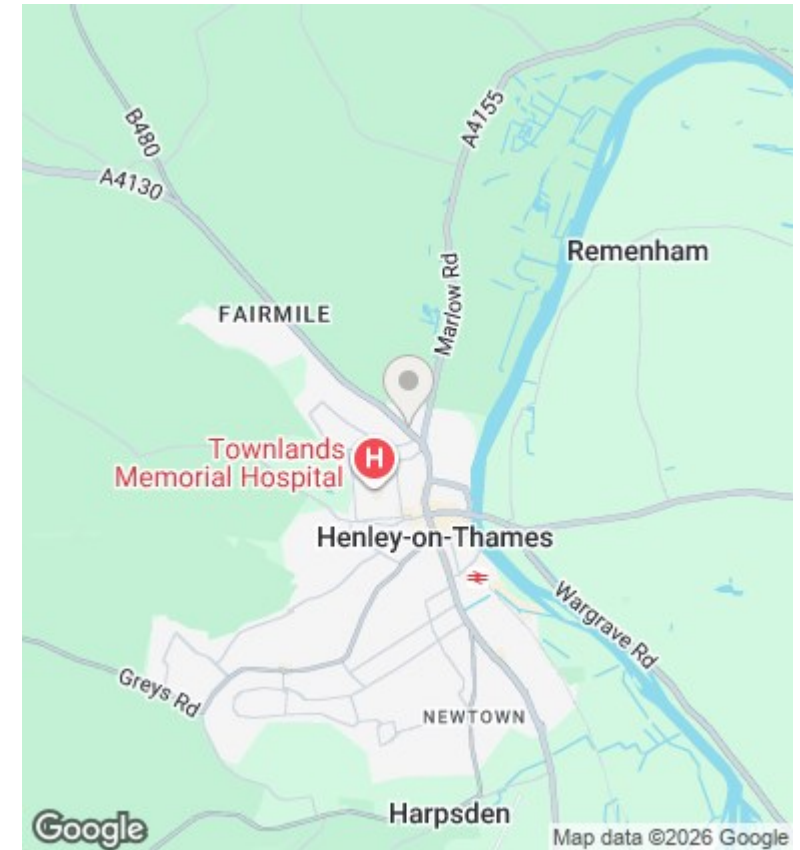 B480
A4155
A4130
Remenham
Marlow Rd
FAIRMILE
Townlands
Memorial Hospital
H
Henley-on-Thames
Wargrave Rd
Greys Rd
NEWTOWN
Harpsden
Google
Map data ©2026 Google